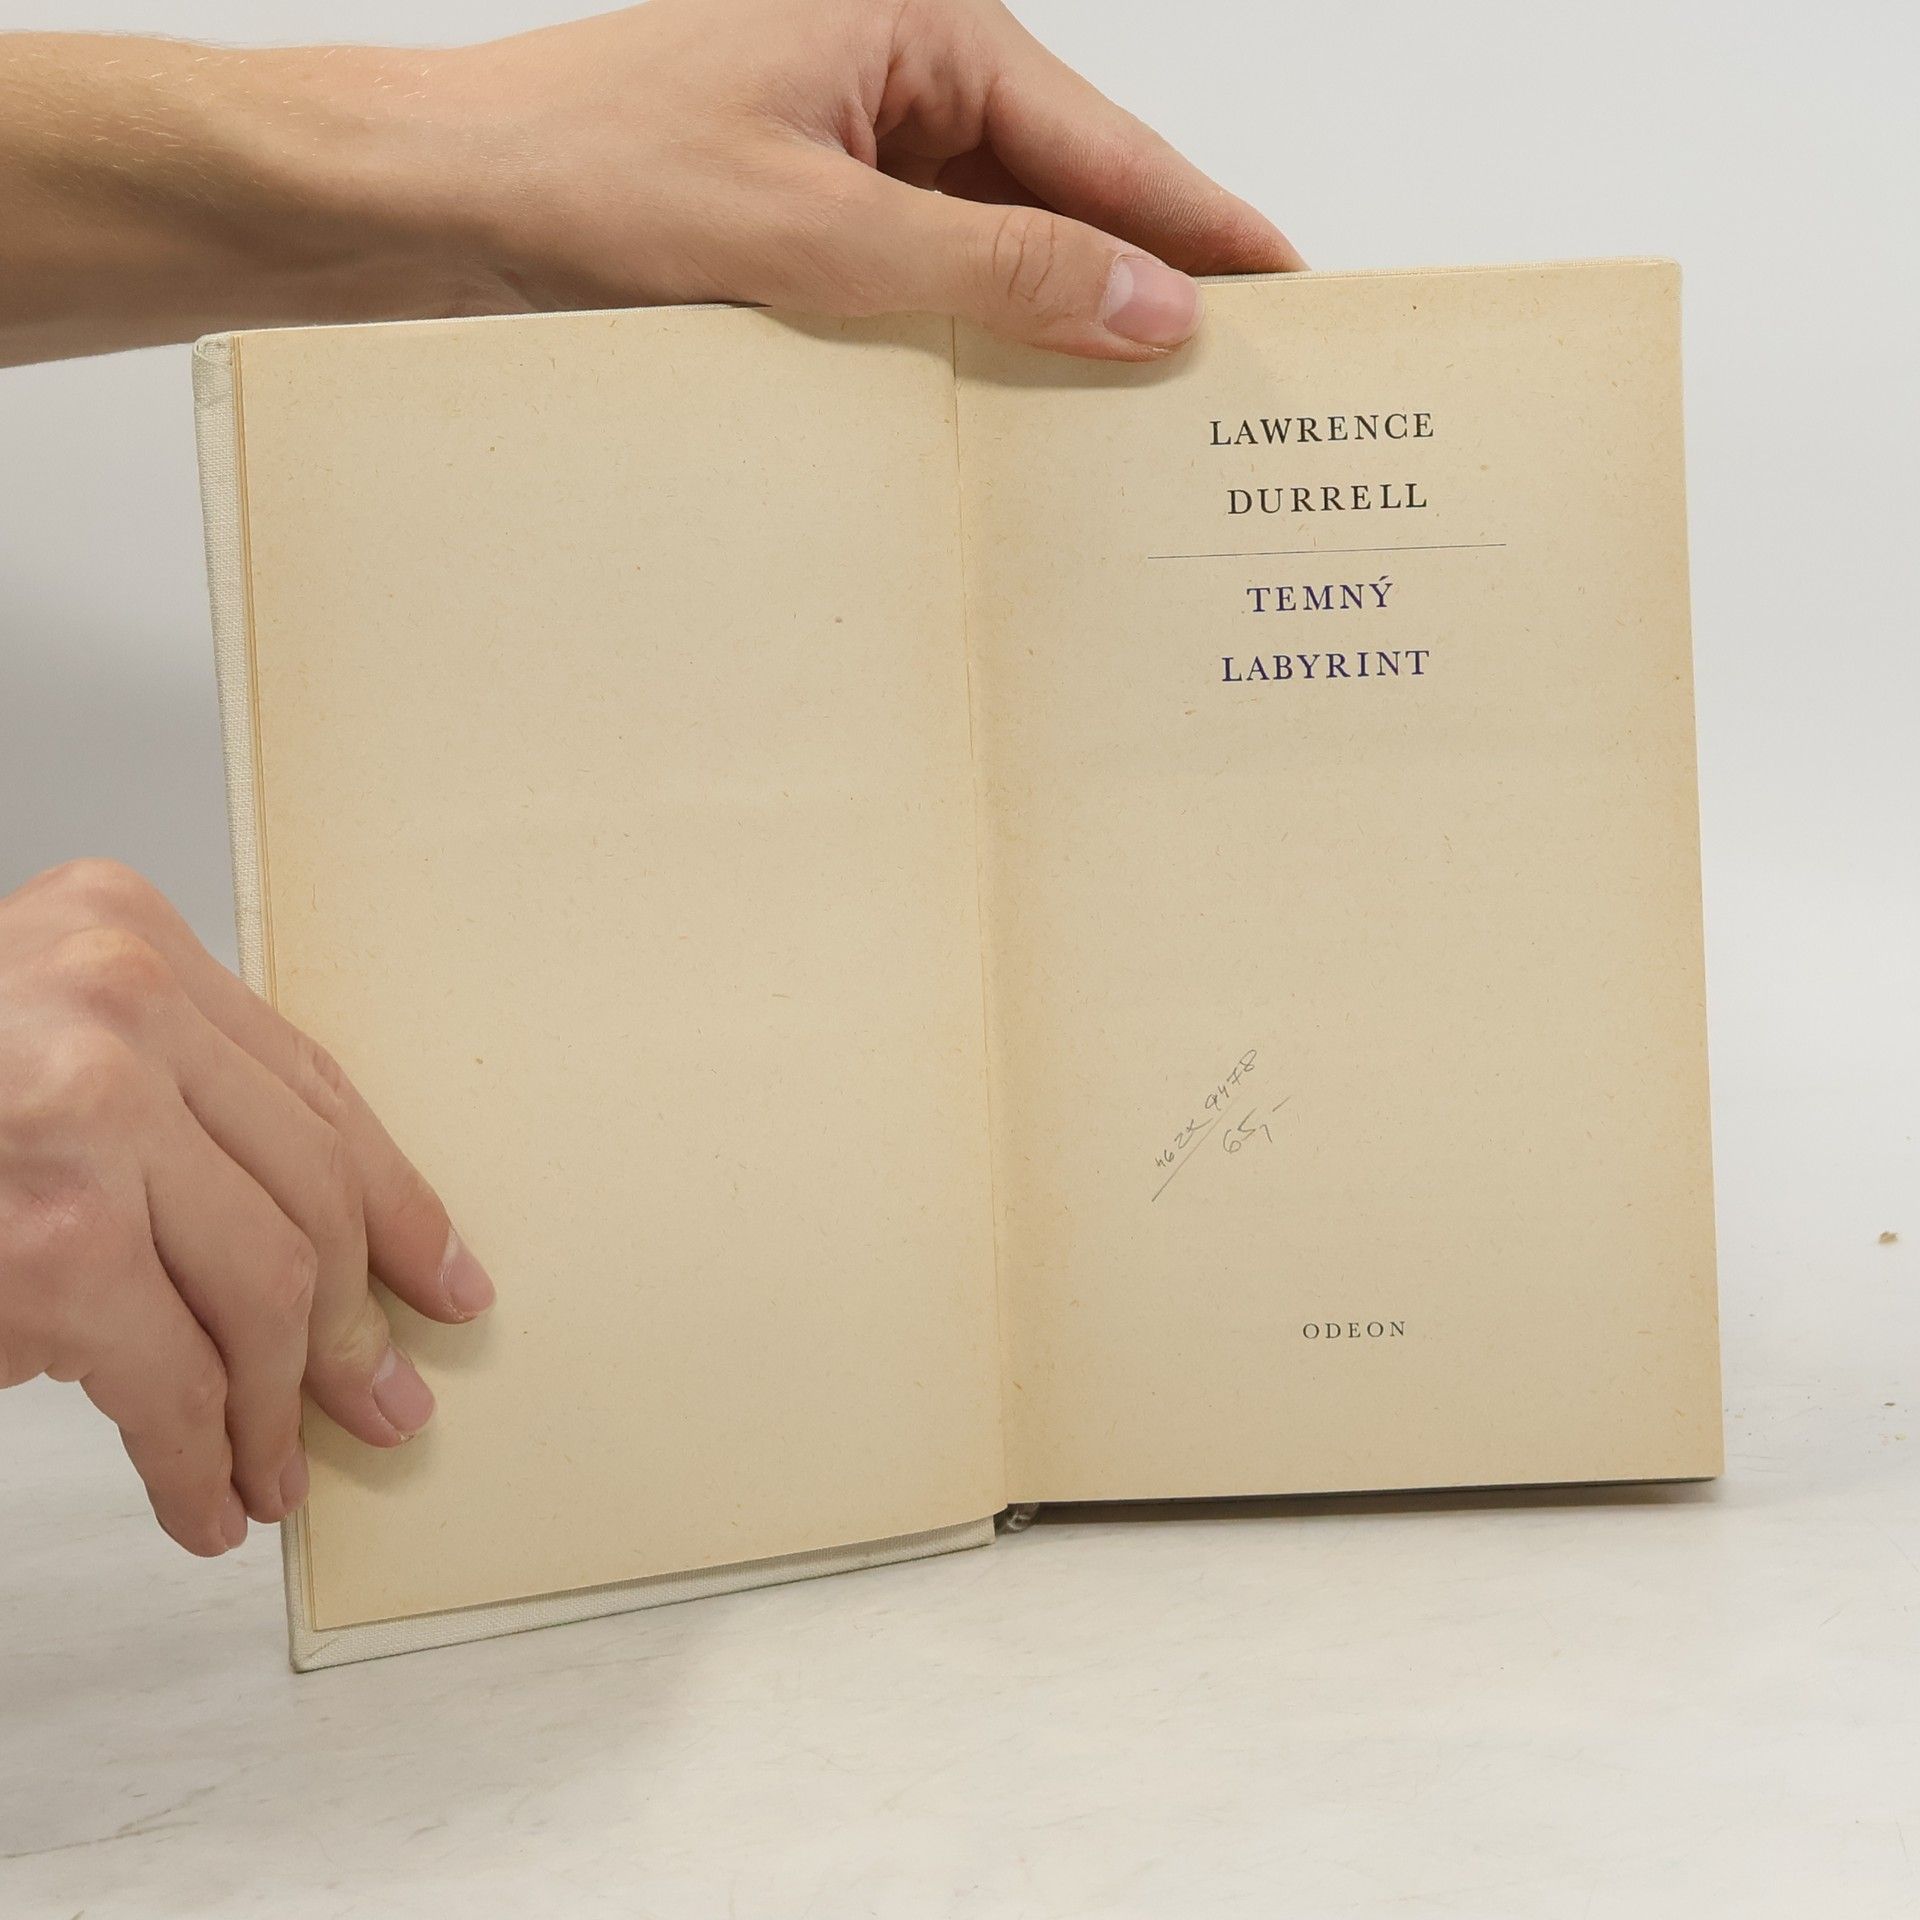 LAWRENCE
DURRELL
TEMNÝ
LABYRINT
65,-
ODEON